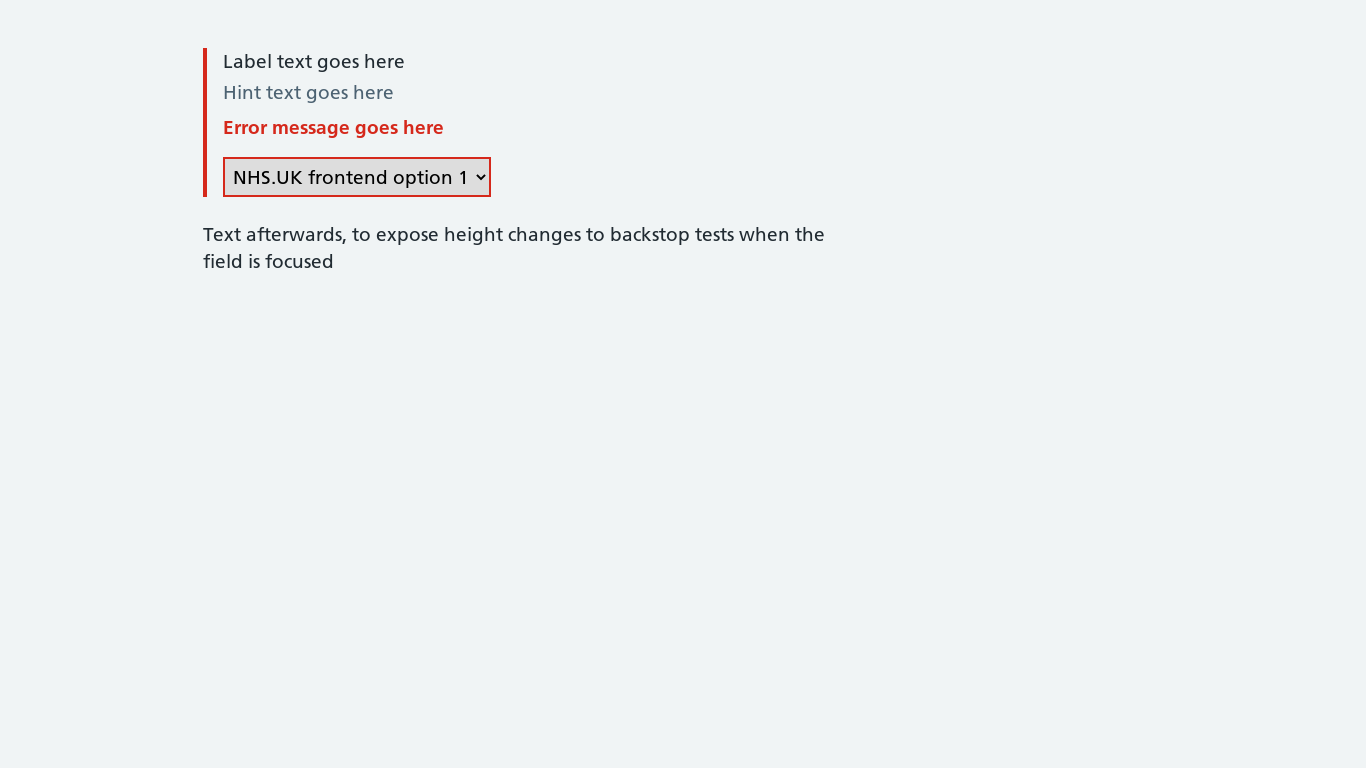 Label text goes here
Hint text goes here
Error message goes here
NHS.UK frontend option 1
Text afterwards, to expose height changes to backstop tests when the
field is focused